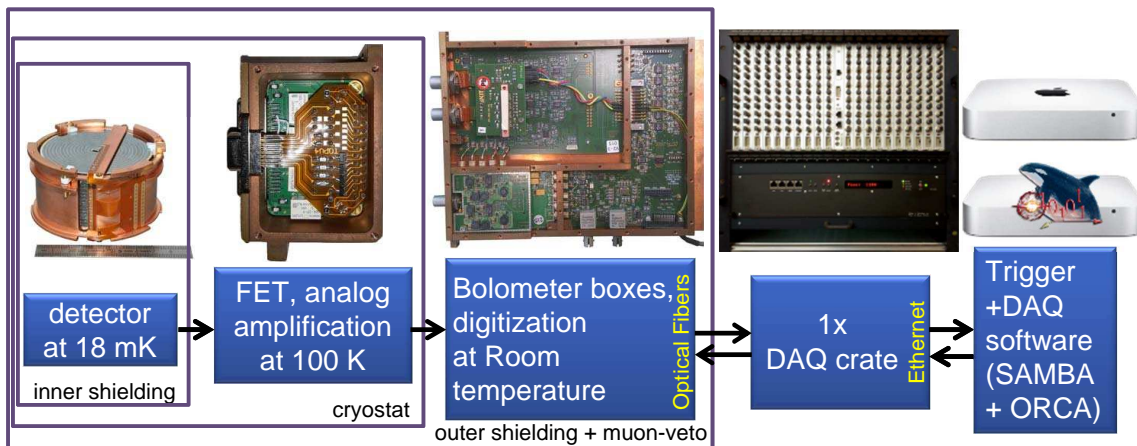 detector
at 18 mK
inner shielding
FET, analog
amplification
at 100 K
cryostat
Bolometer boxes,
digitization
at Room
temperature
Optical Fibers
outer shielding + muon-veto
1x
DAQ crate
Ethernet
Trigger
+DAQ
software
(SAMBA
+ ORCA)